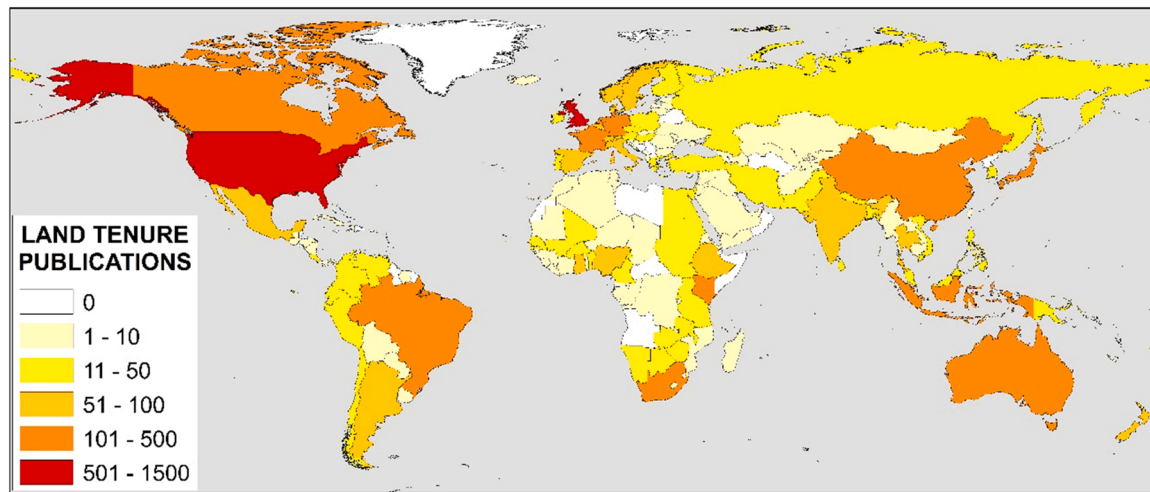 LAND TENURE
PUBLICATIONS
0
1 - 10
11 - 50
51 - 100
101 - 500
501 - 1500